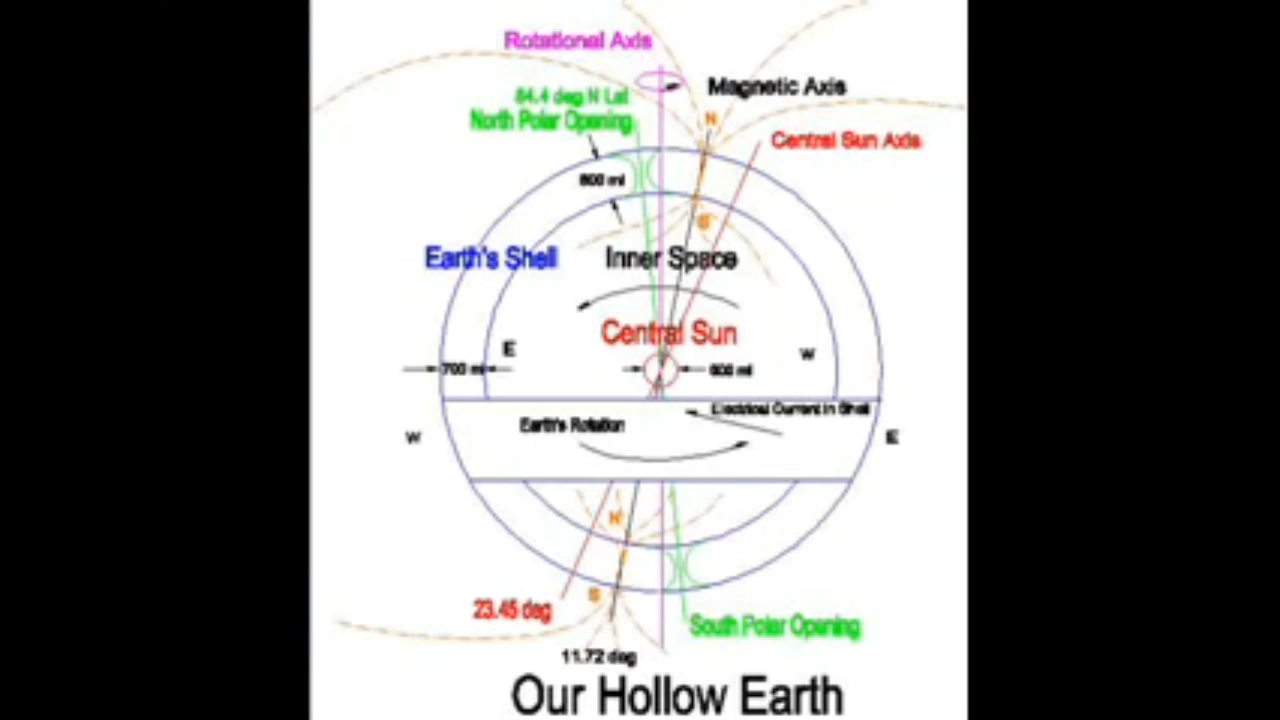 Rotational Axis
Magnetic Axis
84.4 deg N Lat
North Polar Opening
N
Central Sun Axis
800 mi
S
Earth's Shell
Inner Space
Central Sun
E
W
700 mi
600 mi
Electrical Current in Shell
Earth's Rotation
W
E
N
S
23.45 deg
South Polar Opening
11.72 deg
Our Hollow Earth